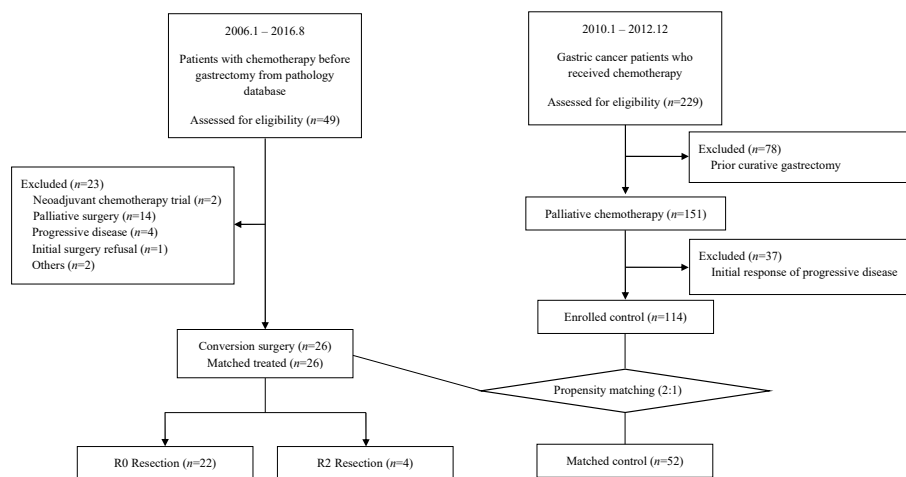 2006.1 – 2016.8
Patients with chemotherapy before
gastrectomy from pathology
database
Assessed for eligibility (n=49)
Excluded (n=23)
Neoadjuvant chemotherapy trial (n=2)
Palliative surgery (n=14)
Progressive disease (n=4)
Initial surgery refusal (n=1)
Others (n=2)
Conversion surgery (n=26)
Matched treated (n=26)
R0 Resection (n=22)
R2 Resection (n=4)
2010.1 – 2012.12
Gastric cancer patients who
received chemotherapy
Assessed for eligibility (n=229)
Excluded (n=78)
Prior curative gastrectomy
Palliative chemotherapy (n=151)
Excluded (n=37)
Initial response of progressive disease
Enrolled control (n=114)
Propensity matching (2:1)
Matched control (n=52)